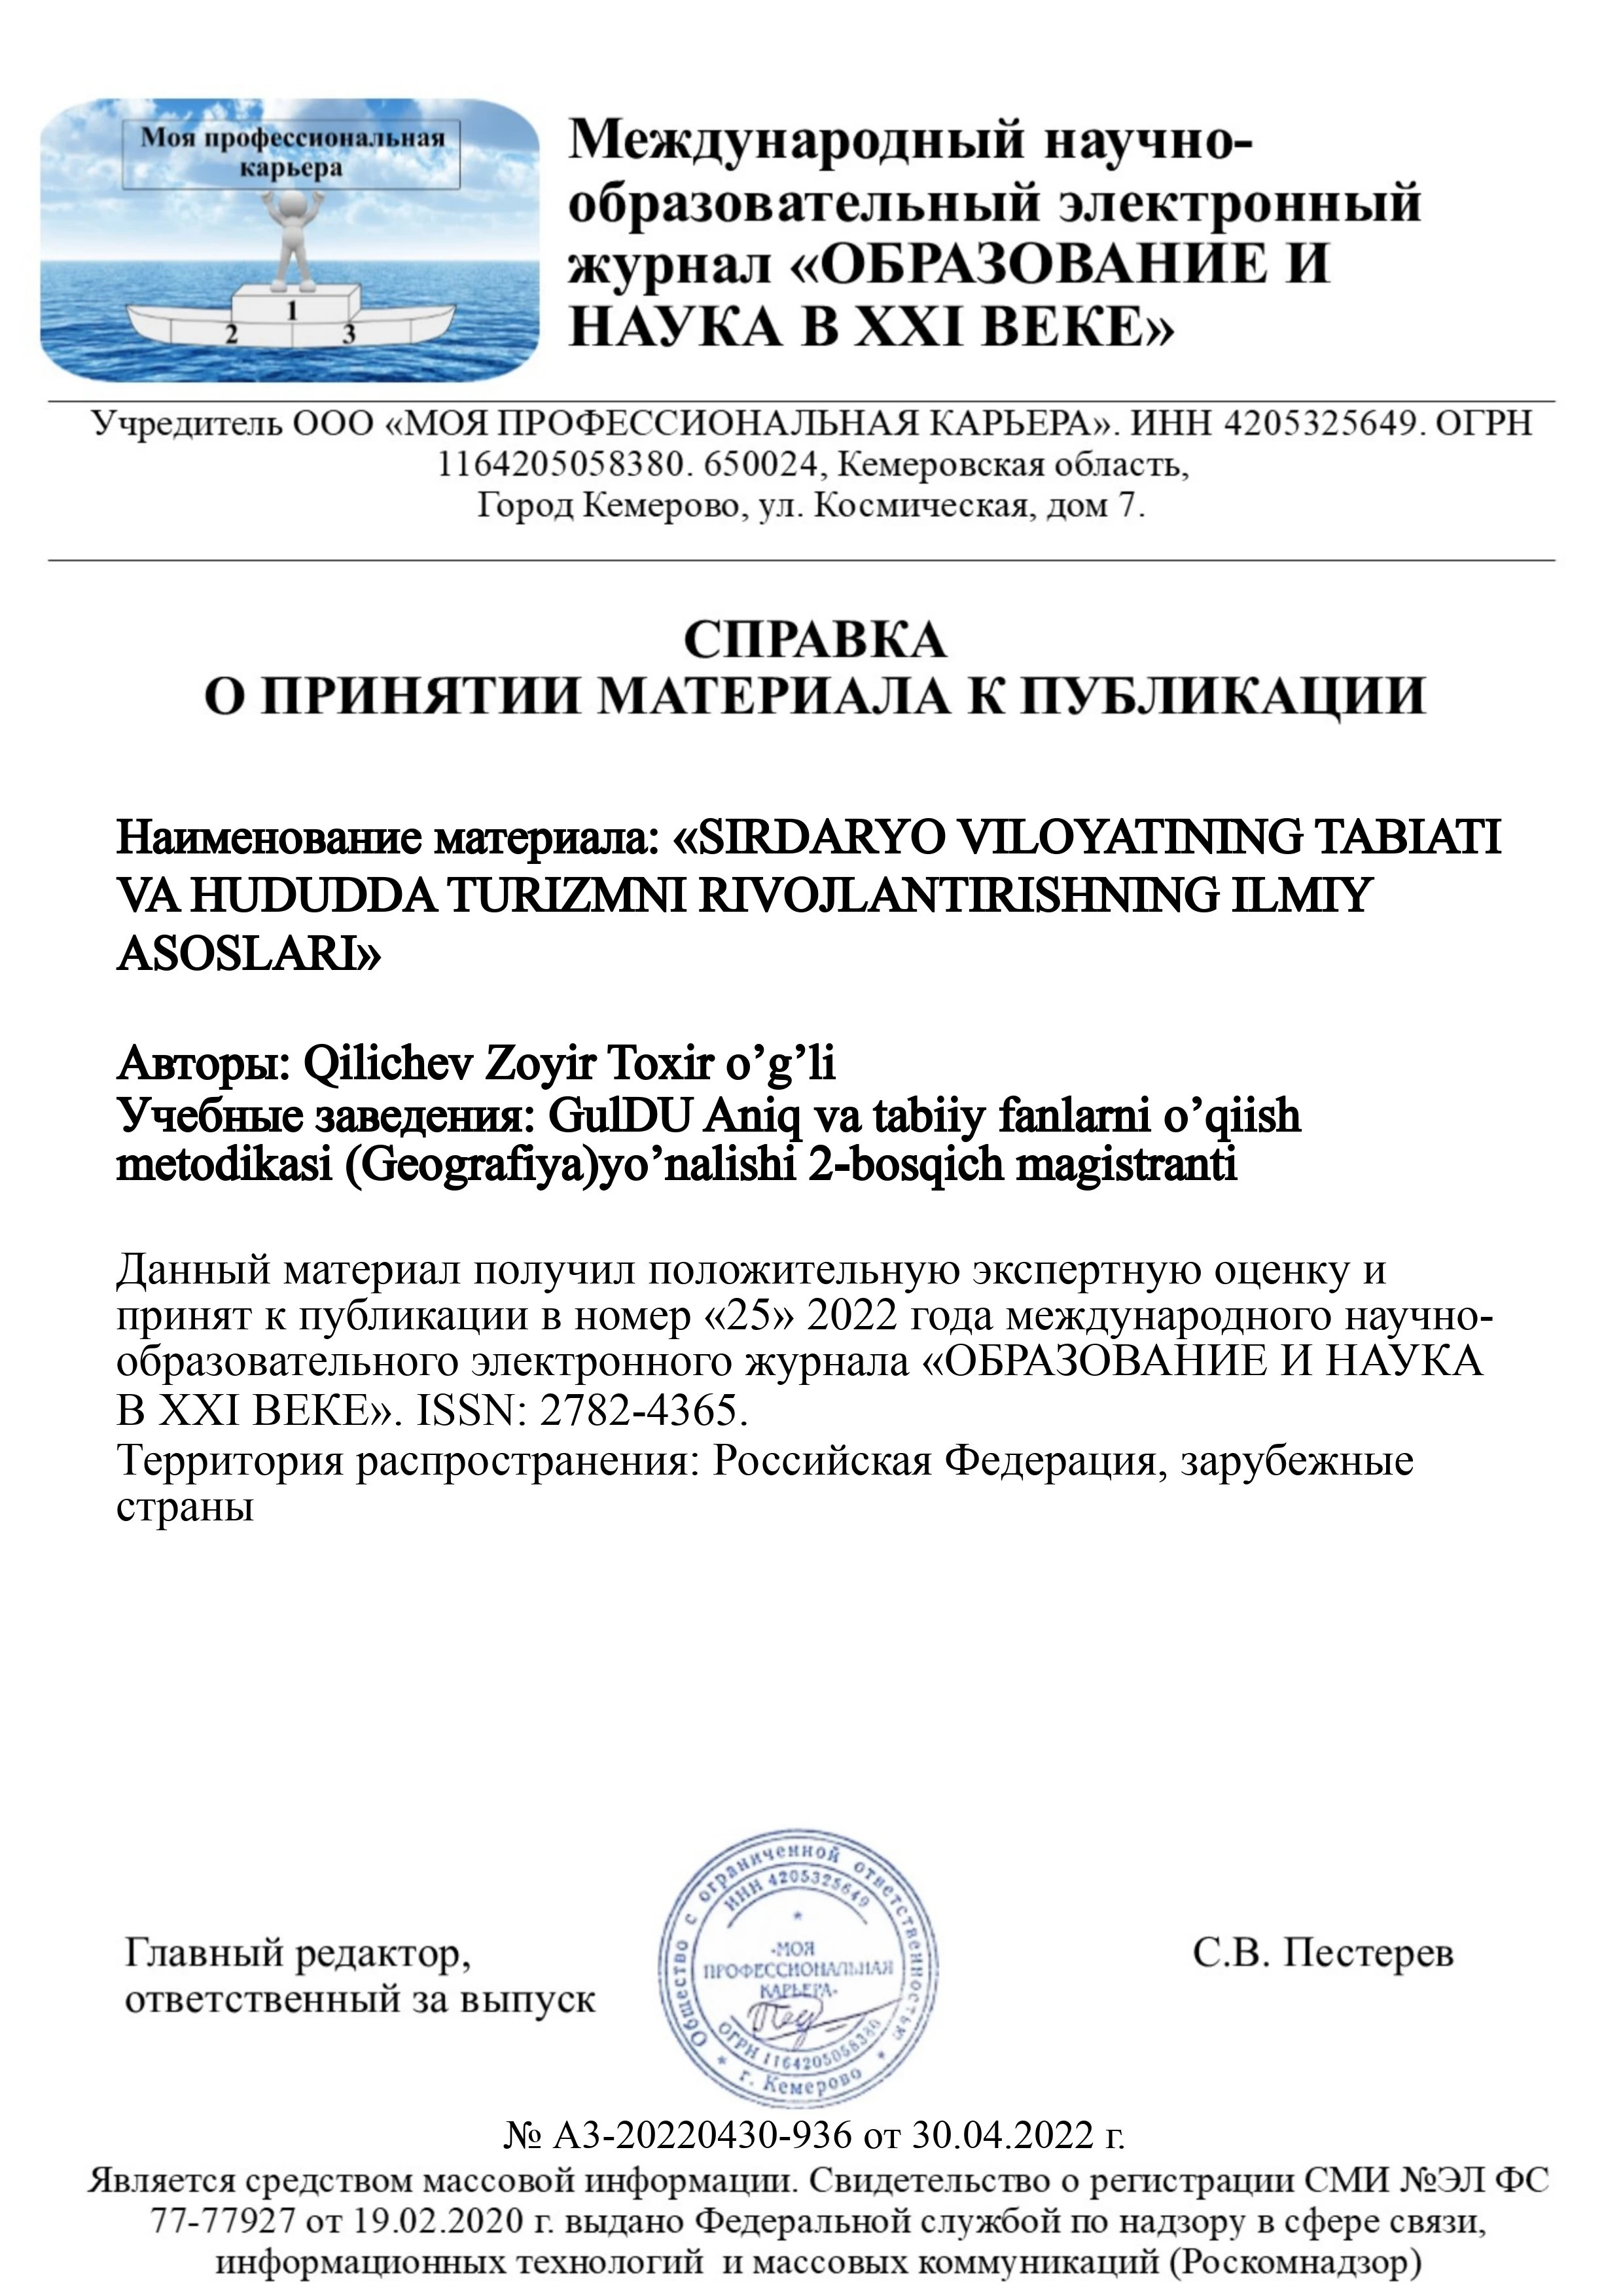 Моя профессиональная
карьера
1
2
3
Международный научно-
образовательный электронный
журнал «ОБРАЗОВАНИЕ И
НАУКА В XXI ВЕКЕ»
Учредитель ООО «МОЯ ПРОФЕССИОНАЛЬНАЯ КАРЬЕРА». ИНН 4205325649. ОГРН
1164205058380. 650024, Кемеровская область,
Город Кемерово, ул. Космическая, дом 7.
СПРАВКА
О ПРИНЯТИИ МАТЕРИАЛА К ПУБЛИКАЦИИ
Наименование материала: «SIRDARYO VILOYATINING TABIATI
VA HUDUDDA TURIZMNI RIVOJLANTIRISHNING ILMIY
ASOSLARI»
Авторы: Qilichev Zoyir Toxir o’g’li
Учебные заведения: GulDU Aniq va tabiiy fanlarni o’qiish
metodikasi (Geografiya)yo’nalishi 2-bosqich magistranti
Данный материал получил положительную экспертную оценку и
принят к публикации в номер «25» 2022 года международного научно-
образовательного электронного журнала «ОБРАЗОВАНИЕ И НАУКА
В XXI ВЕКЕ». ISSN: 2782-4365.
Территория распространения: Российская Федерация, зарубежные
страны
Главный редактор,
ответственный за выпуск
Общество с ограниченной ответственностью
ИНН 4205325649
«МОЯ
ПРОФЕССИОНАЛЬНАЯ
КАРЬЕРА»
ОГРН 1164205058380
* г. Кемерово *
С.В. Пестерев
№ А3-20220430-936 от 30.04.2022 г.
Является средством массовой информации. Свидетельство о регистрации СМИ №ЭЛ ФС
77-77927 от 19.02.2020 г. выдано Федеральной службой по надзору в сфере связи,
информационных технологий  и массовых коммуникаций (Роскомнадзор)